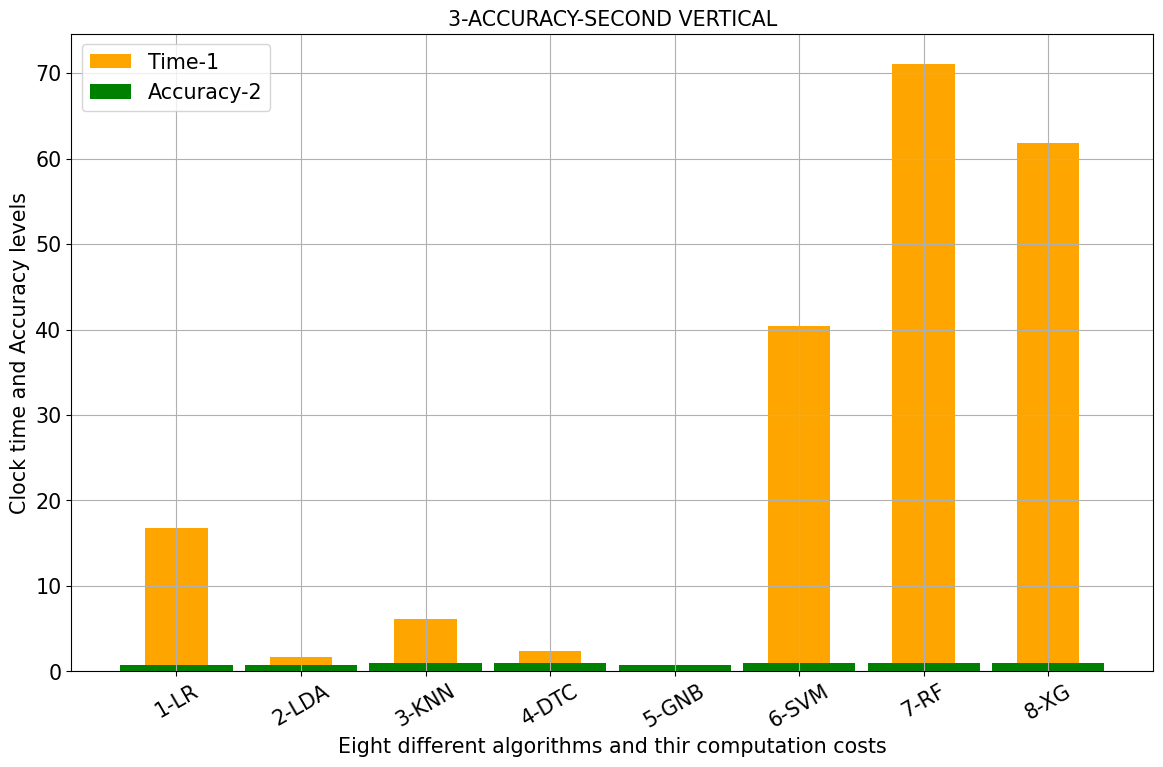 3-ACCURACY-SECOND VERTICAL
Time-1
Accuracy-2
Clock time and Accuracy levels
70
60
50
40
30
20
10
0
1-LR
2-LDA
3-KNN
4-DTC
5-GNB
6-SVM
7-RF
8-XG
Eight different algorithms and thir computation costs